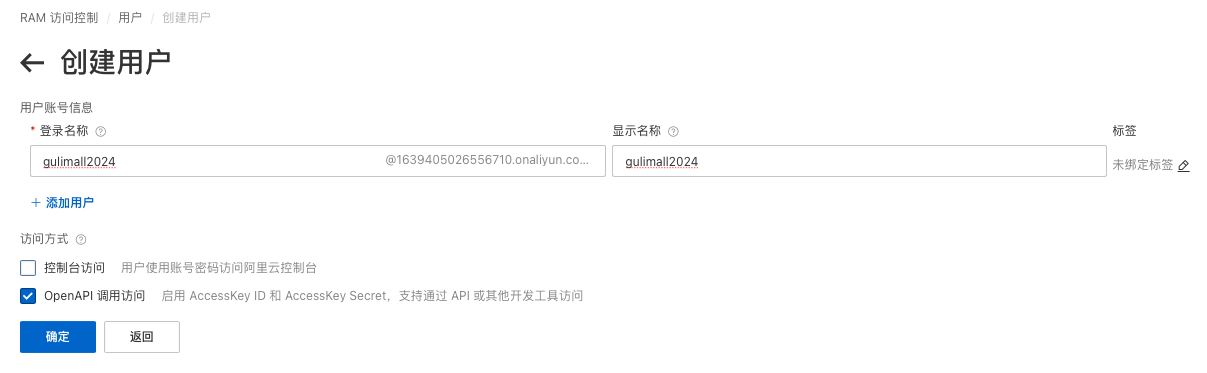 RAM 访问控制 / 用户 / 创建用户
创建用户
用户账号信息
* 登录名称 显示名称 标签
gulimall2024 @1639405026556710.onaliyun.co... gulimall2024 未绑定标签
+ 添加用户
访问方式
控制台访问 用户使用账号密码访问阿里云控制台
OpenAPI 调用访问 启用 AccessKey ID 和 AccessKey Secret，支持通过 API 或其他开发工具访问
确定 返回